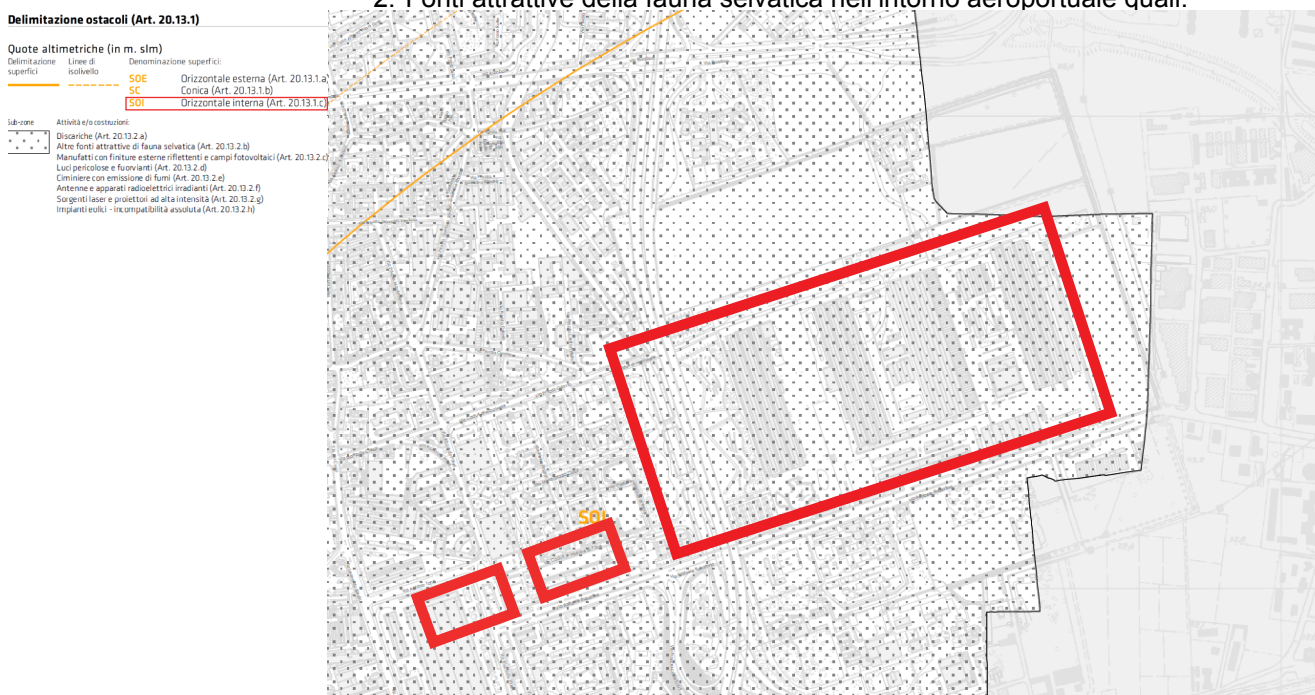 2. Fonti attrattive della fauna selvatica nell'intorno aeroportuale quali:
Delimitazione ostacoli (Art. 20.13.1)
Quote altimetriche (in m. slm)
Delimitazione superfici
Linee di isolivello
Denominazione superfici:
SOE Orizzontale esterna (Art. 20.13.1.a)
SC Conica (Art. 20.13.1.b)
SOI Orizzontale interna (Art. 20.13.1.c)
Sub-zone
Attività e/o costruzioni:
Discariche (Art. 20.13.2.a)
Altre fonti attrattive di fauna selvatica (Art. 20.13.2.b)
Manufatti con finiture esterne riflettenti e campi fotovoltaici (Art. 20.13.2.c)
Luci pericolose e fuorvianti (Art. 20.13.2.d)
Ciminiere con emissione di fumi (Art. 20.13.2.e)
Antenne e apparati radioelettrici irradianti (Art. 20.13.2.f)
Sorgenti laser e proiettori ad alta intensità (Art. 20.13.2.g)
Impianti eolici - incompatibilità assoluta (Art. 20.13.2.h)
SOI